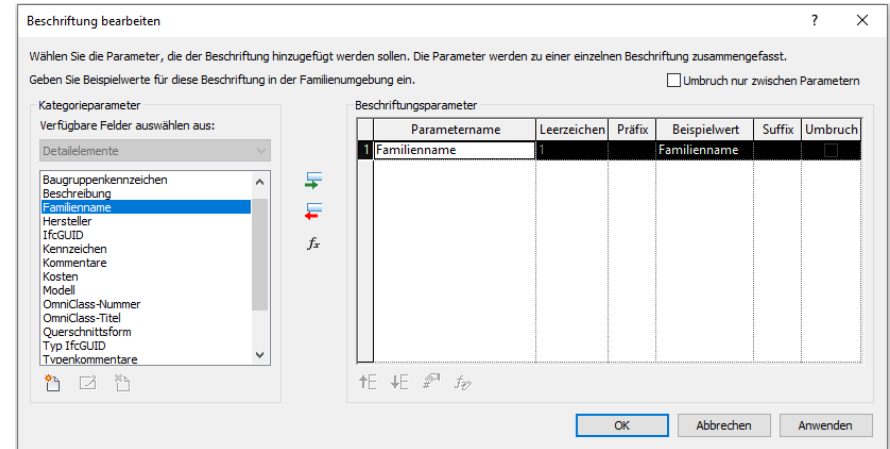 Beschriftung bearbeiten
?
Wählen Sie die Parameter, die der Beschriftung hinzugefügt werden sollen. Die Parameter werden zu einer einzelnen Beschriftung zusammengefasst.
Geben Sie Beispielwerte für diese Beschriftung in der Familienumgebung ein.
Umbruch nur zwischen Parametern
Kategorieparameter
Verfügbare Felder auswählen aus:
Detailelemente
Baugruppenkennzeichen
Beschreibung
Familienname
Hersteller
IfcGUID
Kennzeichen
Kommentare
Kosten
Modell
OmniClass-Nummer
OmniClass-Titel
Querschnittsform
Typ IfcGUID
Typenkommentare
fx
Beschriftungsparameter
Parametername Leerzeichen Präfix Beispielwert Suffix Umbruch
1 Familienname 1 Familienname
OK Abbrechen Anwenden